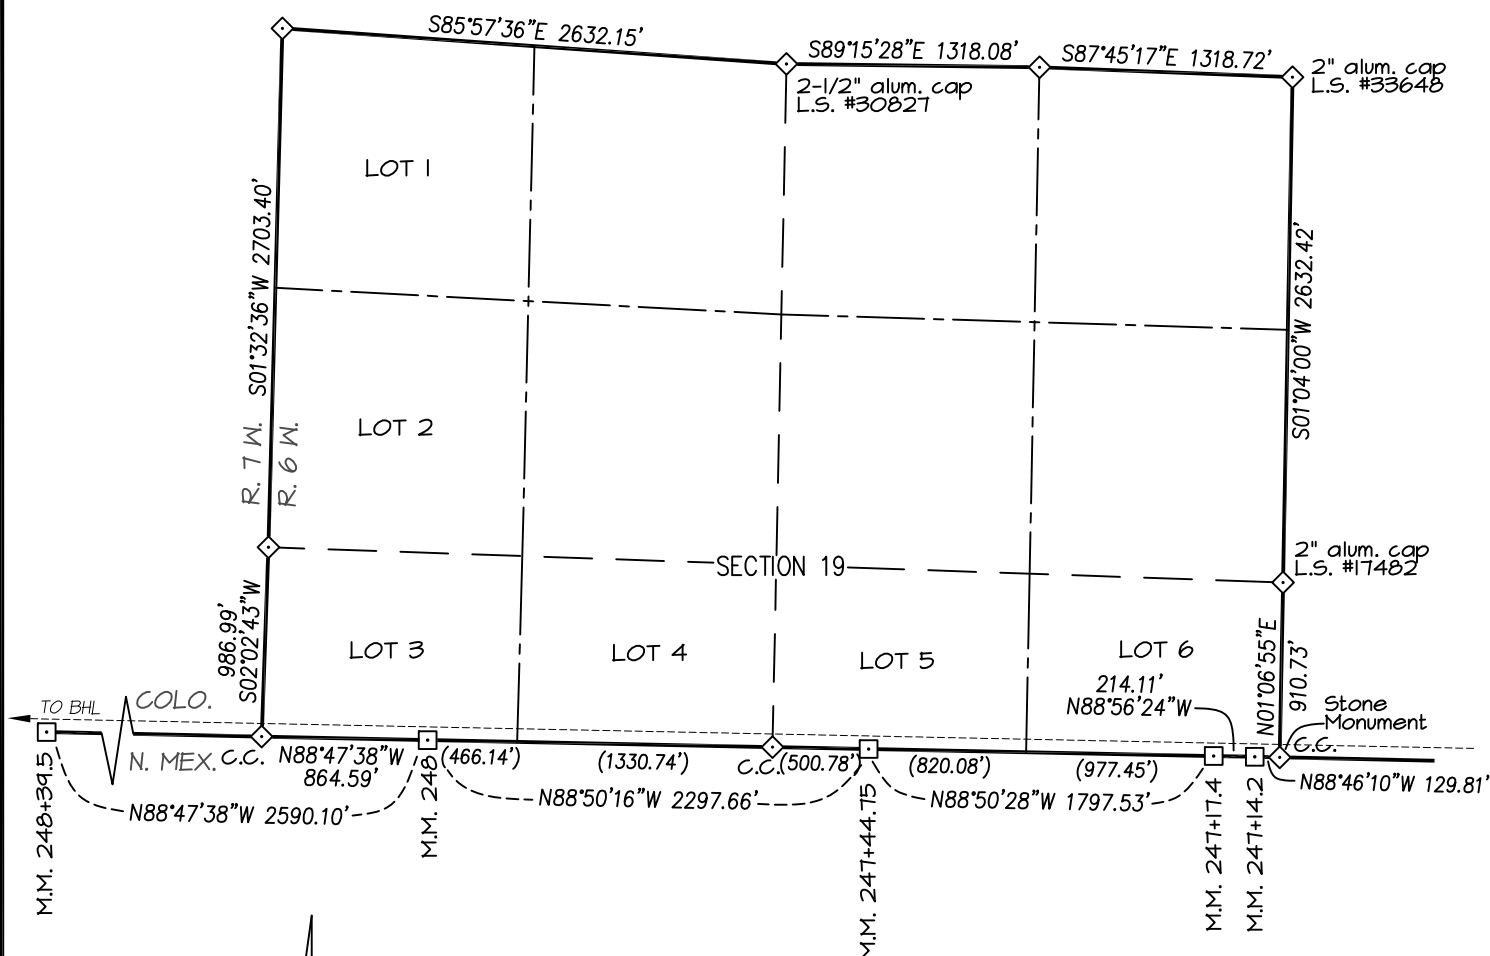 S85°57'36"E 2632.15'
S89°15'28"E 1318.08'
S87°45'17"E 1318.72'
2" alum. cap
L.S. #33648
2-1/2" alum. cap
L.S. #30827
LOT 1
S01°32'36"W 2703.40'
S01°04'00"W 2632.42'
LOT 2
R. 7 W.
R. 6 W.
SECTION 19
2" alum. cap
L.S. #17482
986.99'
S02°02'43"W
LOT 3
LOT 4
LOT 5
LOT 6
214.11'
N88°56'24"W
N01°06'55"E
910.73'
Stone
Monument
C.C.
TO BHL
COLO.
N. MEX.
C.C.
N88°47'38"W
864.59'
(466.14')
(1330.74')
C.C.
(500.78')
(820.08')
(977.45')
N88°46'10"W 129.81'
N88°47'38"W 2590.10'
N88°50'16"W 2297.66'
N88°50'28"W 1797.53'
M.M. 248+39.5
M.M. 248
M.M. 247+44.75
M.M. 247+17.4
M.M. 247+14.2